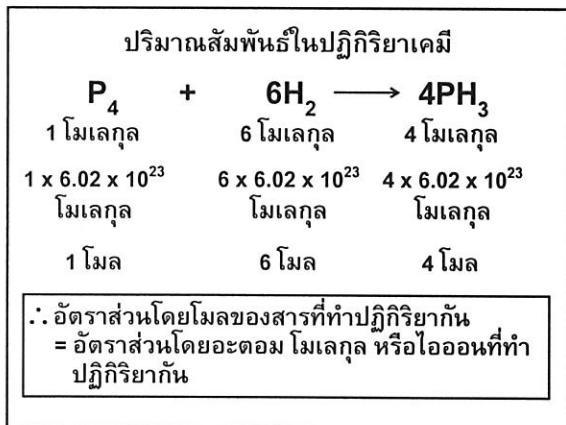 ปริมาณสัมพันธ์ในปฏิกิริยาเคมี
P₄ + 6H₂ ⟶ 4PH₃
1 โมเลกุล 6 โมเลกุล 4 โมเลกุล
1 x 6.02 x 10²³ 6 x 6.02 x 10²³ 4 x 6.02 x 10²³
โมเลกุล โมเลกุล โมเลกุล
1 โมล 6 โมล 4 โมล
∴ อัตราส่วนโดยโมลของสารที่ทำปฏิกิริยากัน
= อัตราส่วนโดยอะตอม โมเลกุล หรือไอออนที่ทำ
ปฏิกิริยากัน